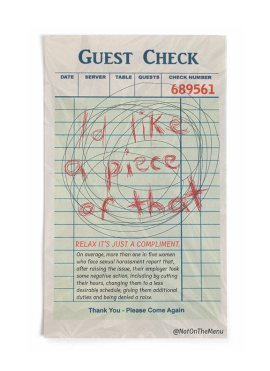 GUEST CHECK
DATE SERVER TABLE GUESTS CHECK NUMBER
689561
I'd like
a piece
of that
RELAX IT'S JUST A COMPLIMENT.
On average, more than one in five women
who face sexual harassment report that,
after raising the issue, their employer took
some negative action, including by cutting
their hours, changing them to a less
desirable schedule, giving them additional
duties and being denied a raise.
Thank You - Please Come Again
@NotOnTheMenu